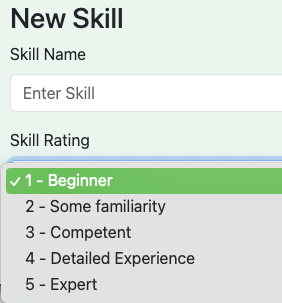 New Skill
Skill Name
Enter Skill
Skill Rating
✓ 1 - Beginner
2 - Some familiarity
3 - Competent
4 - Detailed Experience
5 - Expert